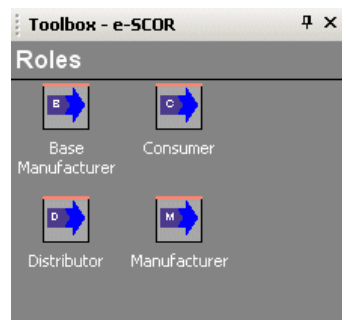 Toolbox - e-SCOR
Roles
B
C
Base
Manufacturer
Consumer
D
M
Distributor
Manufacturer